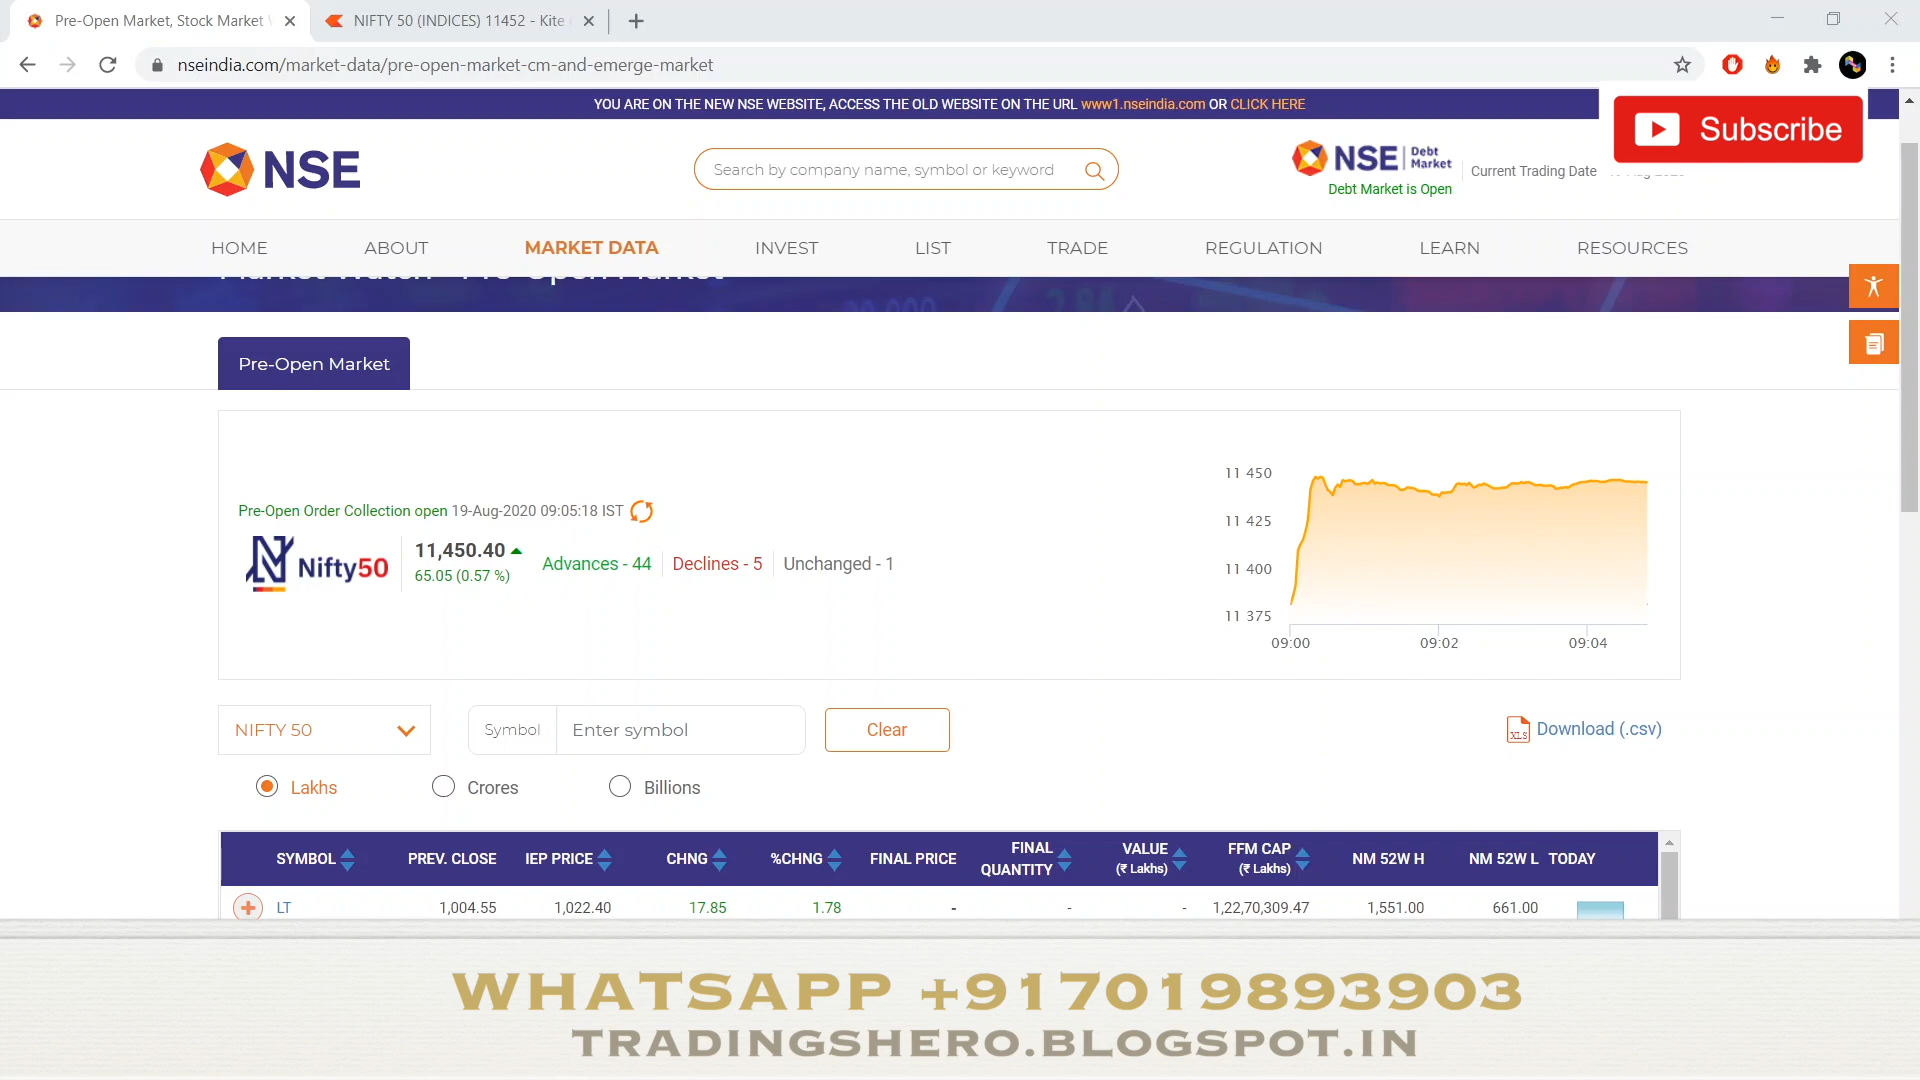 Pre-Open Market, Stock Market
NIFTY 50 (INDICES) 11452 - Kite
nseindia.com/market-data/pre-open-market-cm-and-emerge-market
YOU ARE ON THE NEW NSE WEBSITE, ACCESS THE OLD WEBSITE ON THE URL www1.nseindia.com OR CLICK HERE
Subscribe
NSE
Search by company name, symbol or keyword
NSE Debt Market
Debt Market is Open
Current Trading Date
HOME ABOUT MARKET DATA INVEST LIST TRADE REGULATION LEARN RESOURCES
Market Watch - Pre-Open Market
Pre-Open Market
Pre-Open Order Collection open 19-Aug-2020 09:05:18 IST
Nifty50
11,450.40
65.05 (0.57 %)
Advances - 44 Declines - 5 Unchanged - 1
11 450
11 425
11 400
11 375
09:00 09:02 09:04
NIFTY 50 Symbol Enter symbol Clear
XLS Download (.csv)
Lakhs Crores Billions
SYMBOL PREV. CLOSE IEP PRICE CHNG %CHNG FINAL PRICE FINAL QUANTITY VALUE (₹ Lakhs) FFM CAP (₹ Lakhs) NM 52W H NM 52W L TODAY
LT 1,004.55 1,022.40 17.85 1.78 - - - 1,22,70,309.47 1,551.00 661.00
WHATSAPP +917019893903
TRADINGSHERO.BLOGSPOT.IN